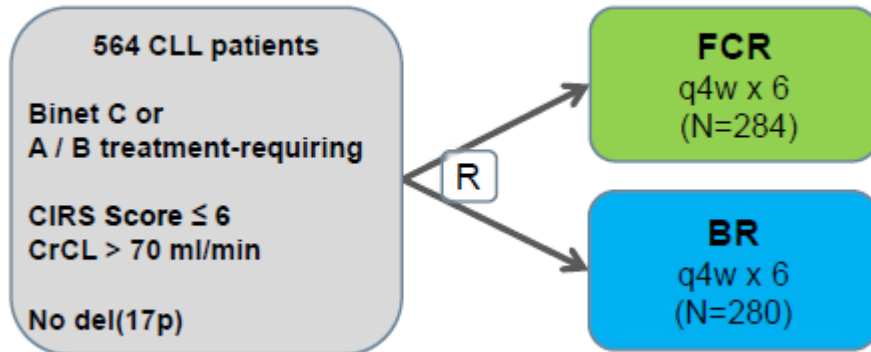 564 CLL patients
Binet C or
A / B treatment-requiring
CIRS Score ≤ 6
CrCL > 70 ml/min
No del(17p)
R
FCR
q4w x 6
(N=284)
BR
q4w x 6
(N=280)